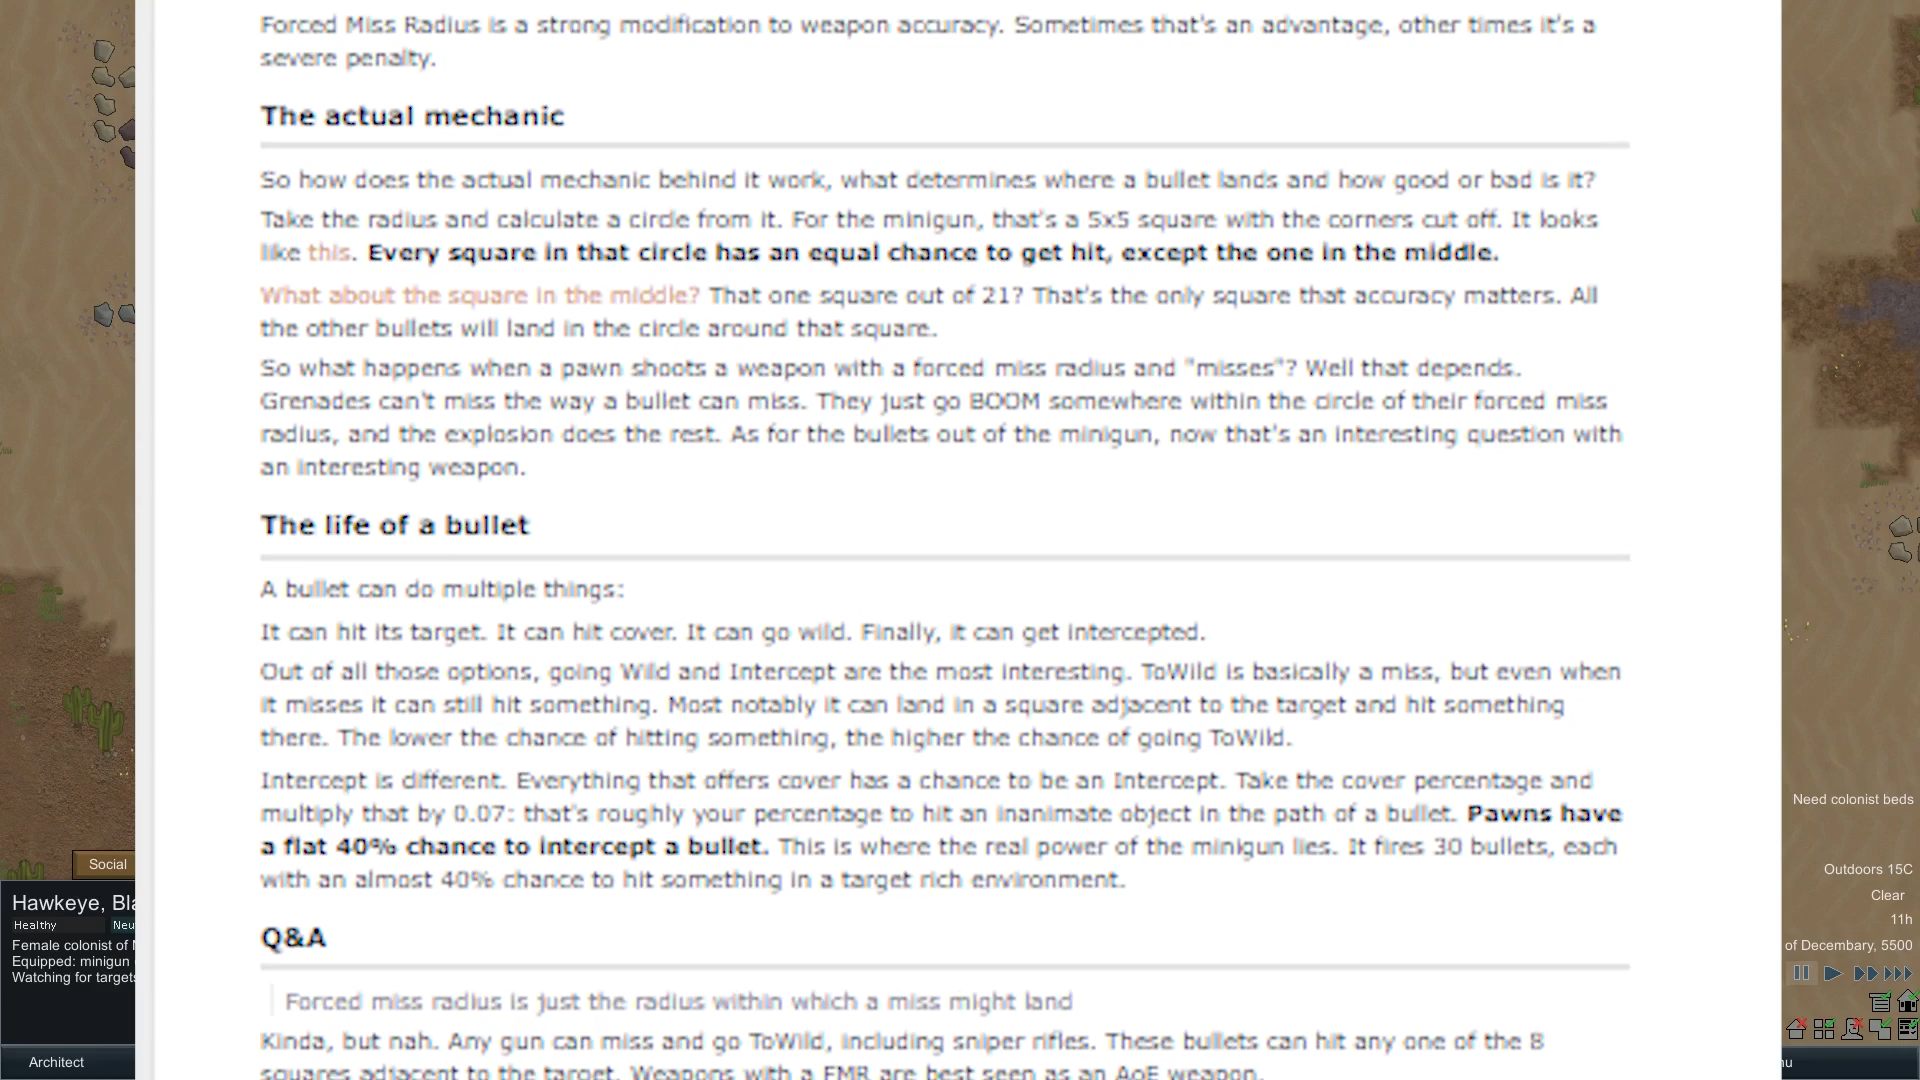 Forced Miss Radius is a strong modification to weapon accuracy. Sometimes that's an advantage, other times it's a
severe penalty.
The actual mechanic
So how does the actual mechanic behind it work, what determines where a bullet lands and how good or bad is it?
Take the radius and calculate a circle from it. For the minigun, that's a 5x5 square with the corners cut off. It looks
like this. Every square in that circle has an equal chance to get hit, except the one in the middle.
What about the square in the middle? That one square out of 21? That's the only square that accuracy matters. All
the other bullets will land in the circle around that square.
So what happens when a pawn shoots a weapon with a forced miss radius and "misses"? Well that depends.
Grenades can't miss the way a bullet can miss. They just go BOOM somewhere within the circle of their forced miss
radius, and the explosion does the rest. As for the bullets out of the minigun, now that's an interesting question with
an interesting weapon.
The life of a bullet
A bullet can do multiple things:
It can hit its target. It can hit cover. It can go wild. Finally, it can get intercepted.
Out of all those options, going Wild and Intercept are the most interesting. ToWild is basically a miss, but even when
it misses it can still hit something. Most notably it can land in a square adjacent to the target and hit something
there. The lower the chance of hitting something, the higher the chance of going ToWild.
Intercept is different. Everything that offers cover has a chance to be an Intercept. Take the cover percentage and
multiply that by 0.07: that's roughly your percentage to hit an inanimate object in the path of a bullet. Pawns have
a flat 40% chance to intercept a bullet. This is where the real power of the minigun lies. It fires 30 bullets, each
with an almost 40% chance to hit something in a target rich environment.
Q&A
Forced miss radius is just the radius within which a miss might land
Kinda, but nah. Any gun can miss and go ToWild, including sniper rifles. These bullets can hit any one of the 8
squares adjacent to the target. Weapons with a FMR are best seen as an AoE weapon.
Social
Hawkeye, Bla
Healthy Neu
Female colonist of
Equipped: minigun
Watching for targets
Architect
Need colonist beds
Outdoors 15C
Clear
11h
of Decembary, 5500
nu